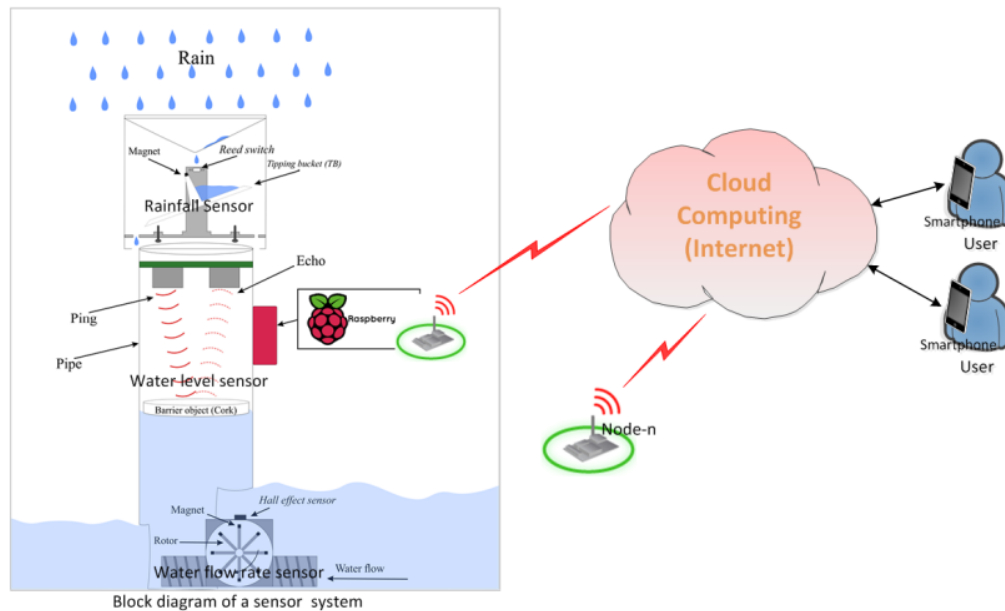 Rain
Magnet
Reed switch
Tipping bucket (TB)
Rainfall Sensor
Echo
Ping
Raspberry
Pipe
Water level sensor
Barrier object (Cork)
Hall effect sensor
Magnet
Rotor
Water flow rate sensor
Water flow
Block diagram of a sensor system
Cloud
Computing
(Internet)
Node-n
Smartphone
User
Smartphone
User